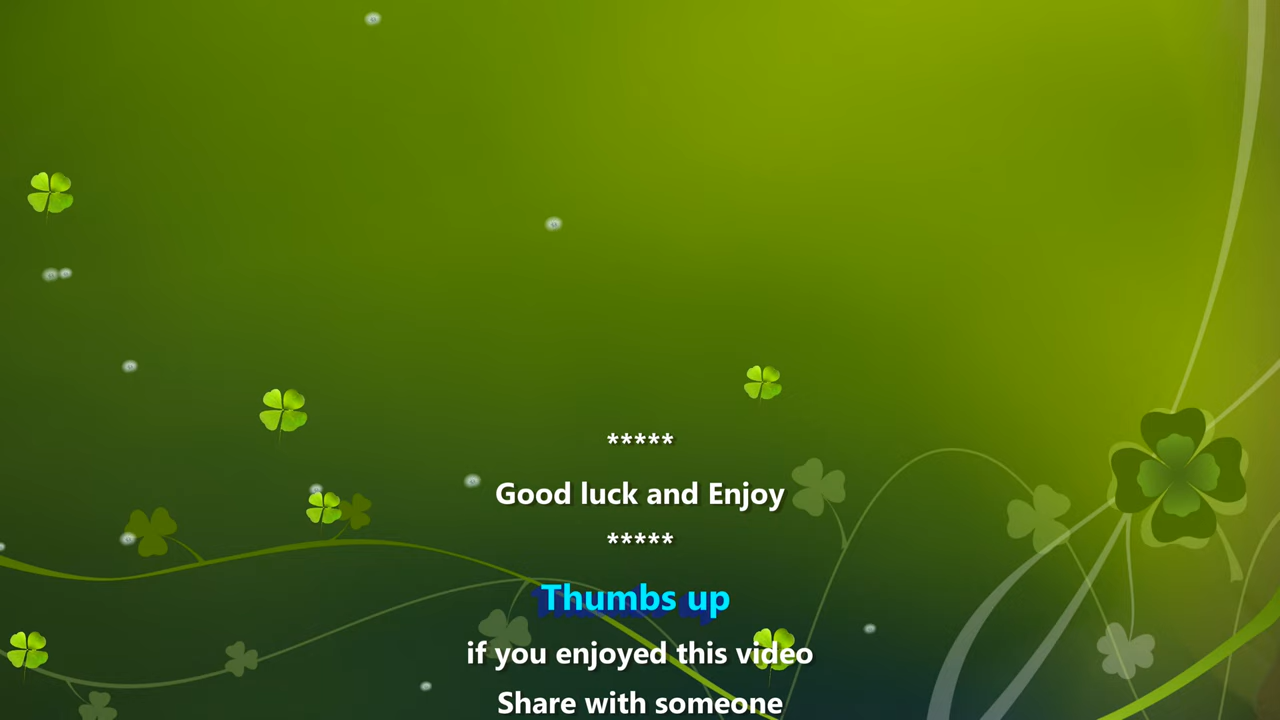 *****
Good luck and Enjoy
*****
Thumbs up
if you enjoyed this video
Share with someone